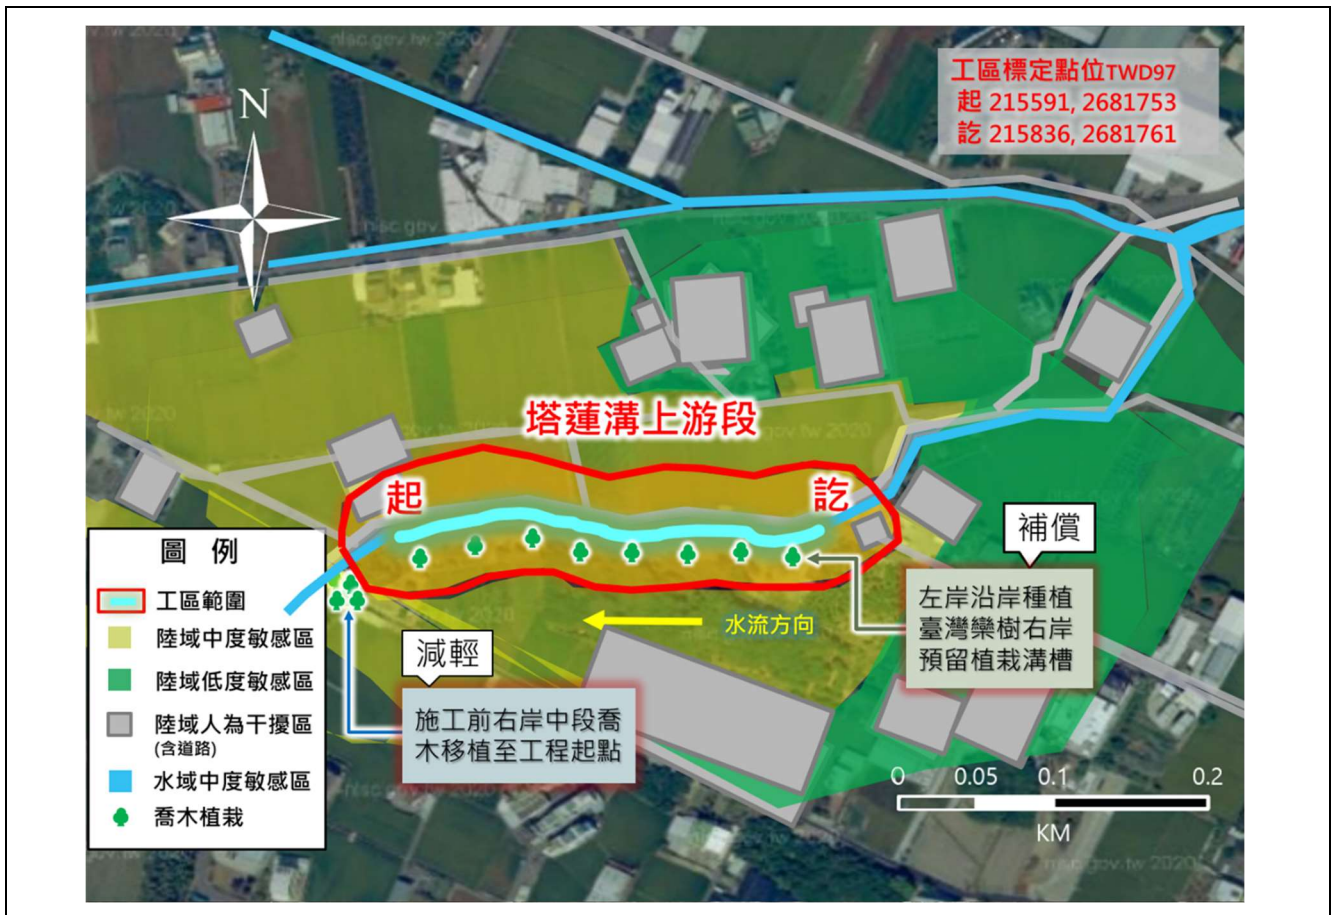 nlsc.gov.tw 2020
工區標定點位TWD97
起 215591, 2681753
訖 215836, 2681761
N
塔蓮溝上游段
起
訖
補償
左岸沿岸種植
臺灣欒樹右岸
預留植栽溝槽
水流方向
減輕
施工前右岸中段喬
木移植至工程起點
圖 例
工區範圍
陸域中度敏感區
陸域低度敏感區
陸域人為干擾區
(含道路)
水域中度敏感區
喬木植栽
0 0.05 0.1 0.2
KM
nlsc.gov.tw 2020